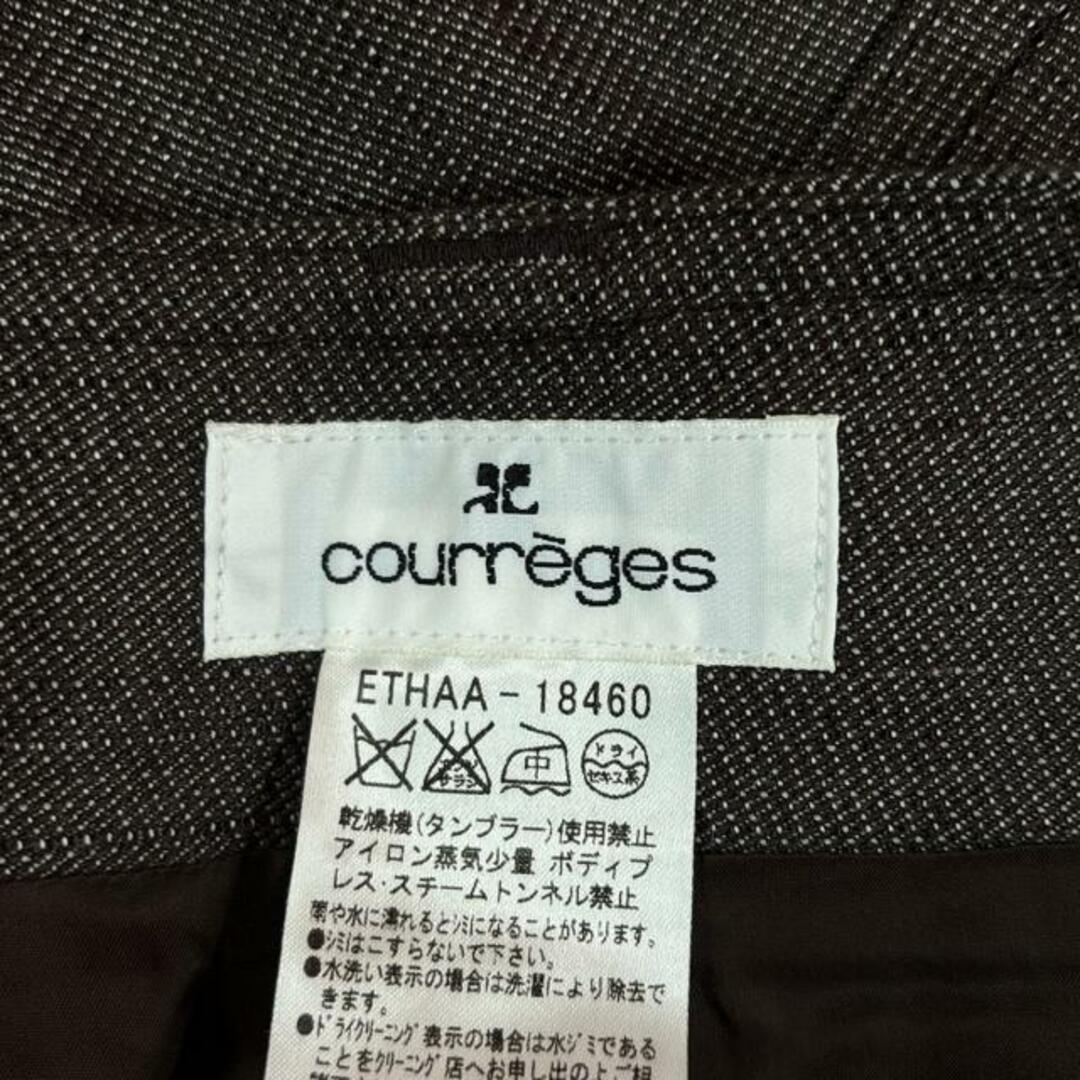 courrèges
ETHAA-18460
エンソサラシ
中
ドライ
セキユ系
乾燥機(タンブラー)使用禁止
アイロン蒸気少量 ボディプ
レス·スチームトンネル禁止
雨や水に濡れるとシミになることがあります。
●シミはこすらないで下さい。
●水洗い表示の場合は洗濯により除去で
きます。
●ドライクリーニング表示の場合は水ジミである
ことをクリーニング店へお申し出の上ご相